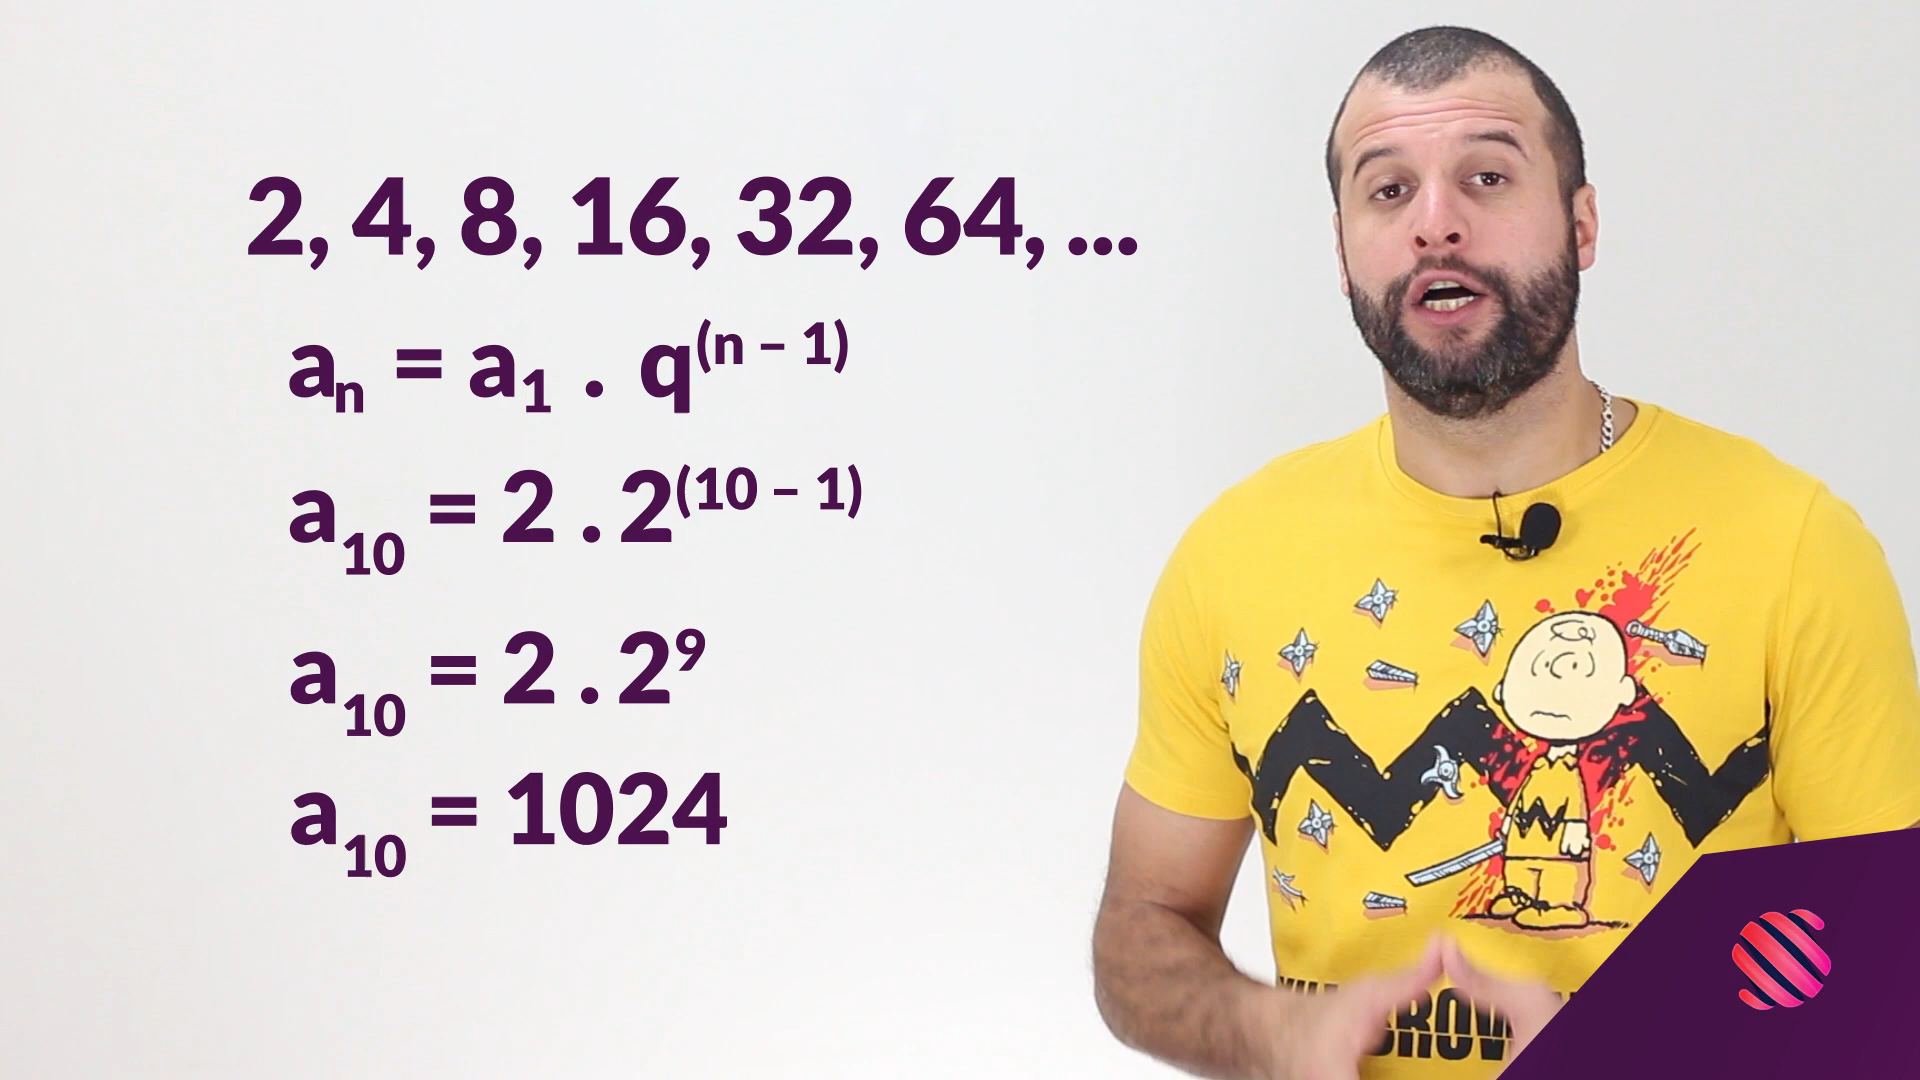 2, 4, 8, 16, 32, 64, ...
aₙ = a₁ . q⁽ⁿ ⁻ ¹⁾
a₁₀ = 2 . 2⁽¹⁰ ⁻ ¹⁾
a₁₀ = 2 . 2⁹
a₁₀ = 1024